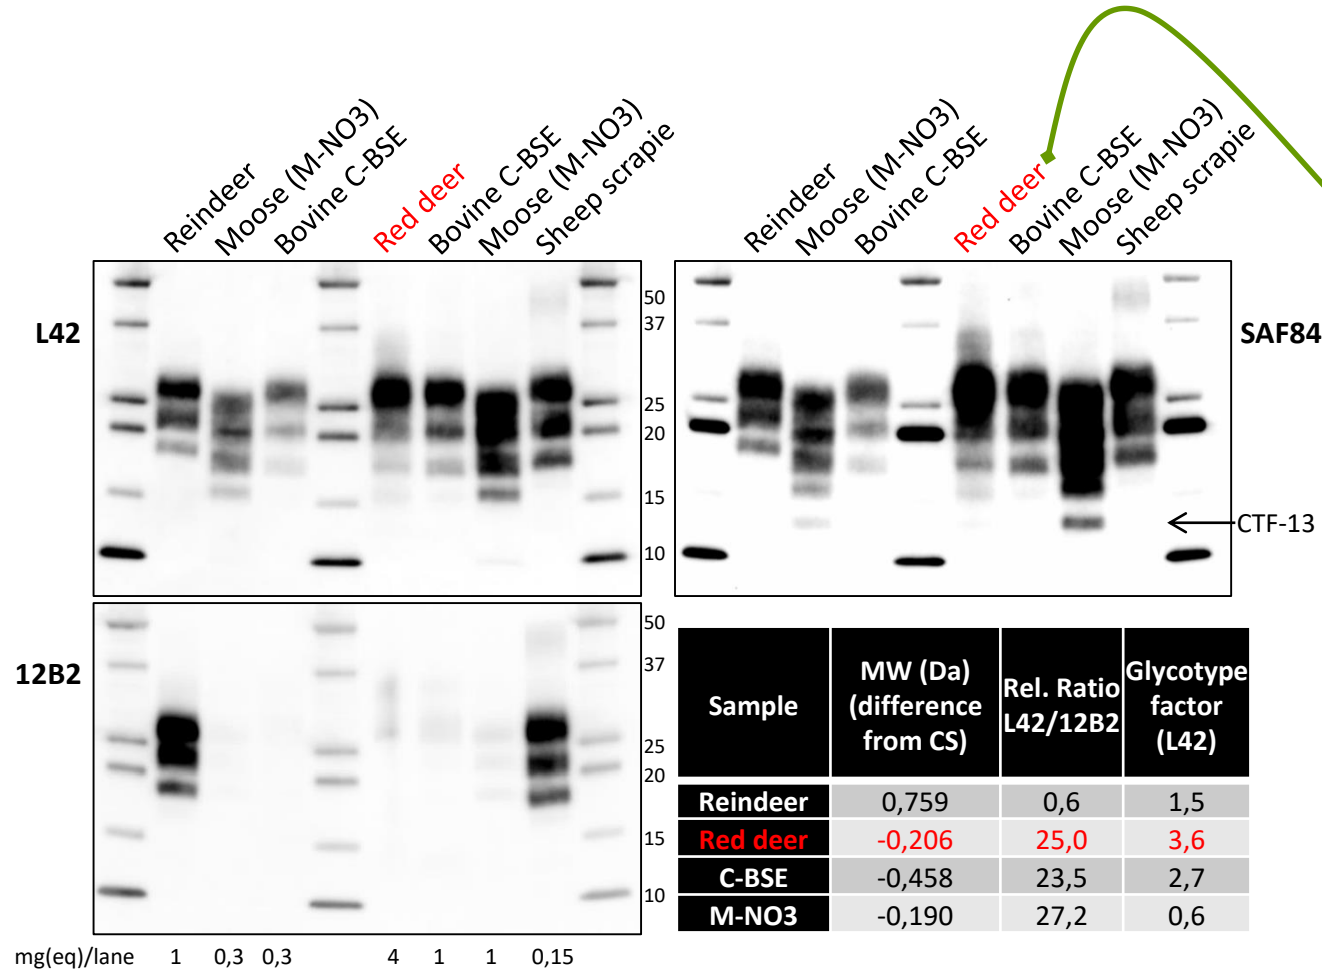 Reindeer
Moose (M-NO3)
Bovine C-BSE
Red deer
Bovine C-BSE
Moose (M-NO3)
Sheep scrapie
Reindeer
Moose (M-NO3)
Bovine C-BSE
Red deer
Bovine C-BSE
Moose (M-NO3)
Sheep scrapie
L42
50
37
25
20
15
10
SAF84
CTF-13
12B2
50
37
25
20
15
10
mg(eq)/lane 1 0,3 0,3 4 1 1 0,15
Sample
MW (Da)
(difference
from CS)
Rel. Ratio
L42/12B2
Glycotype
factor
(L42)
Reindeer 0,759 0,6 1,5
Red deer -0,206 25,0 3,6
C-BSE -0,458 23,5 2,7
M-NO3 -0,190 27,2 0,6